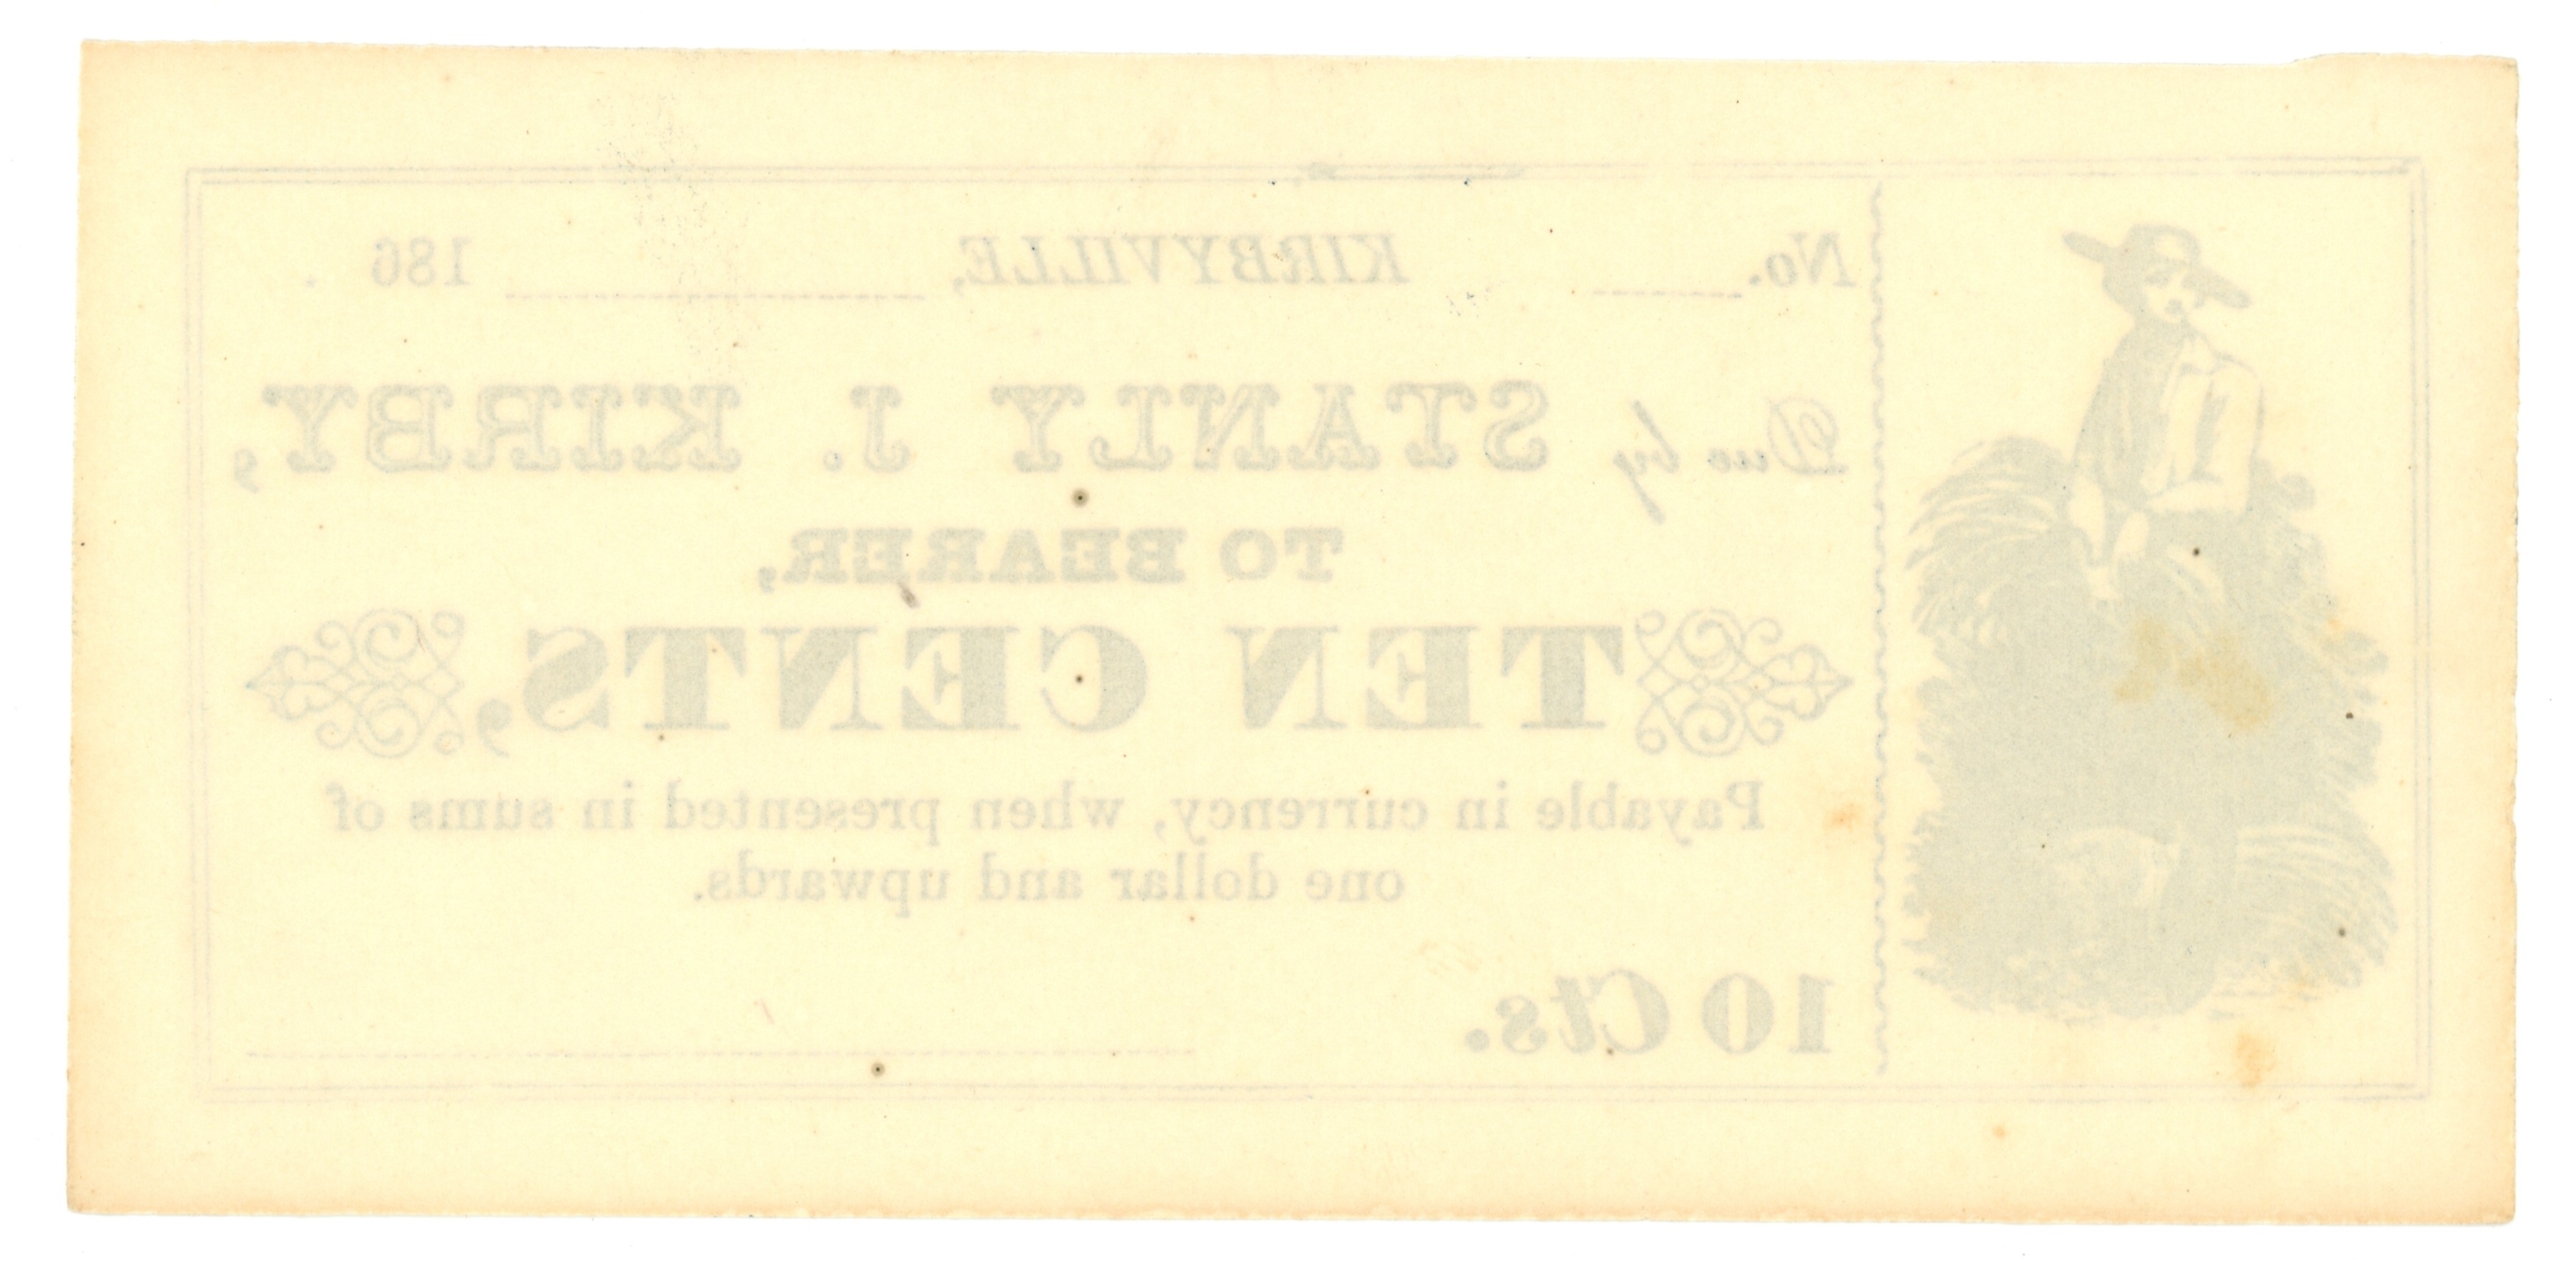 No. KIRBYVILLE, 186 .
Due by STANLY J. KIRBY,
TO BEARER,
TEN CENTS,
Payable in currency, when presented in sums of
one dollar and upwards.
10 Cts.